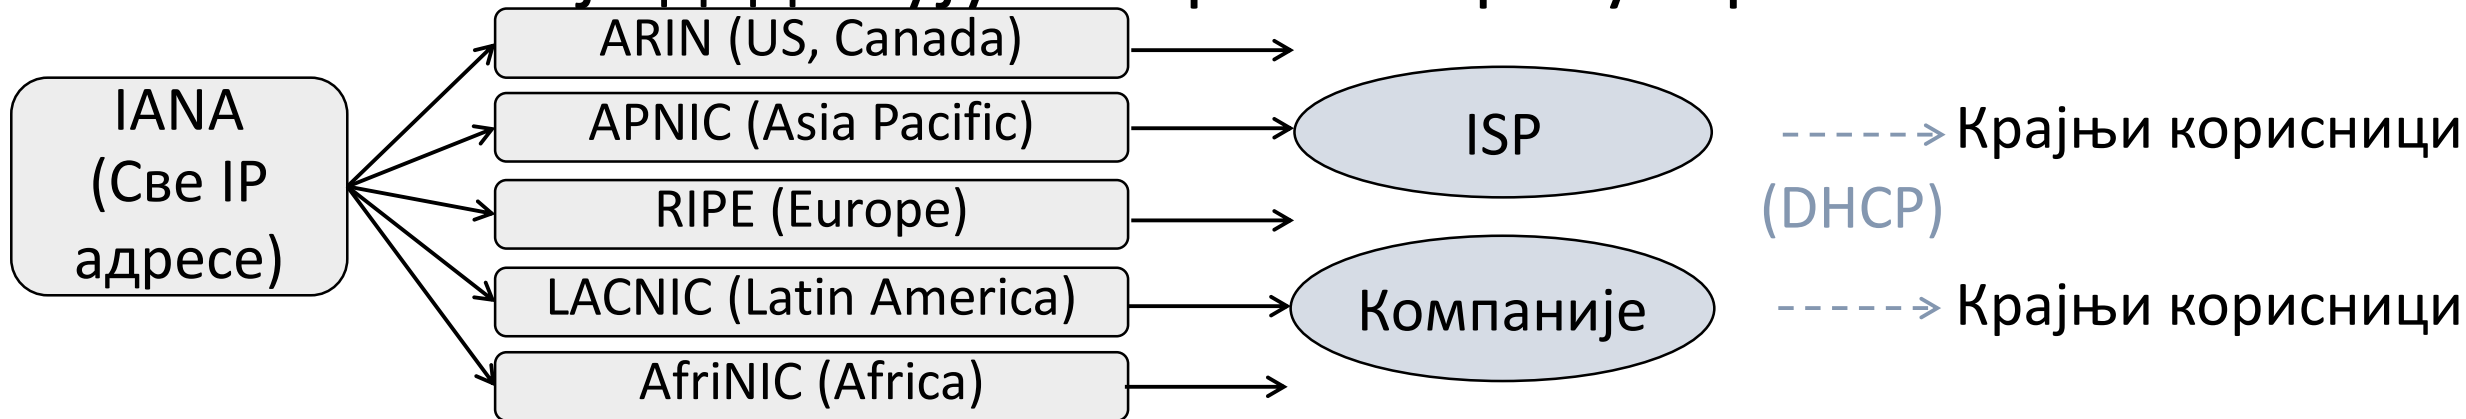 IANA
(Све IP
адресе)
ARIN (US, Canada)
APNIC (Asia Pacific)
RIPE (Europe)
LACNIC (Latin America)
AfriNIC (Africa)
ISP
Компаније
Крајњи корисници
(DHCP)
Крајњи корисници